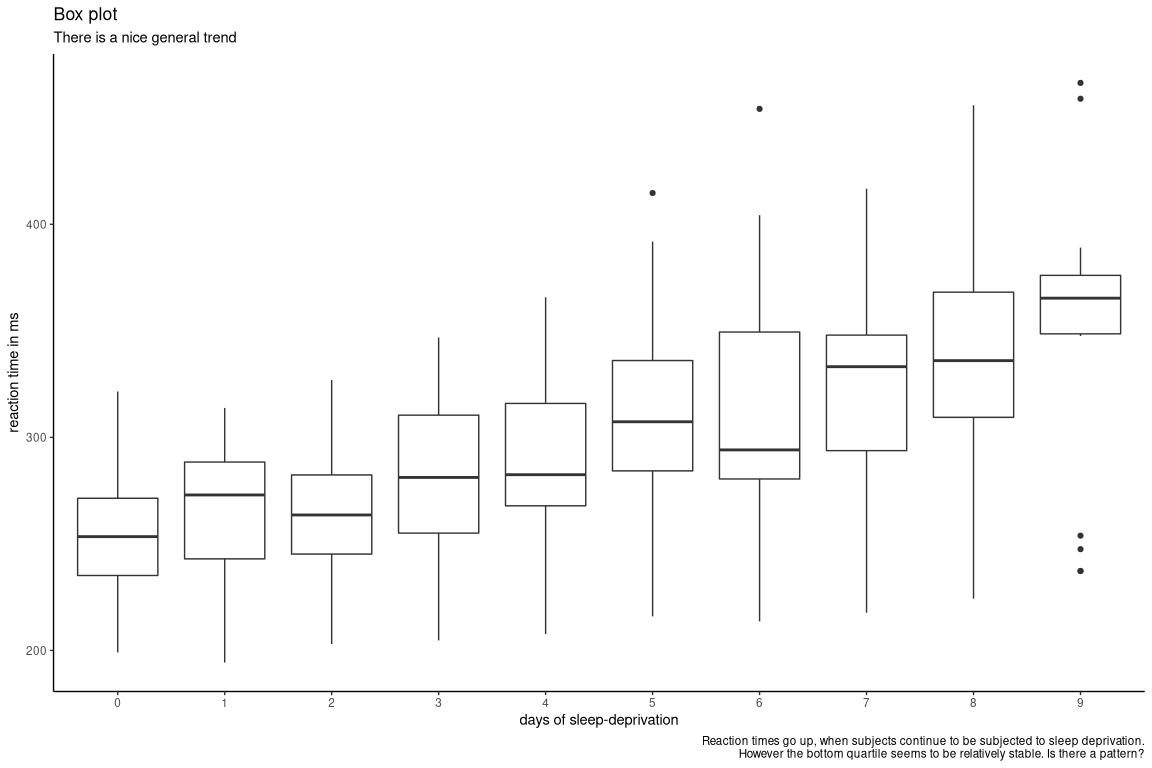 Box plot
There is a nice general trend
reaction time in ms
400
300
200
0 1 2 3 4 5 6 7 8 9
days of sleep-deprivation
Reaction times go up, when subjects continue to be subjected to sleep deprivation.
However the bottom quartile seems to be relatively stable. Is there a pattern?